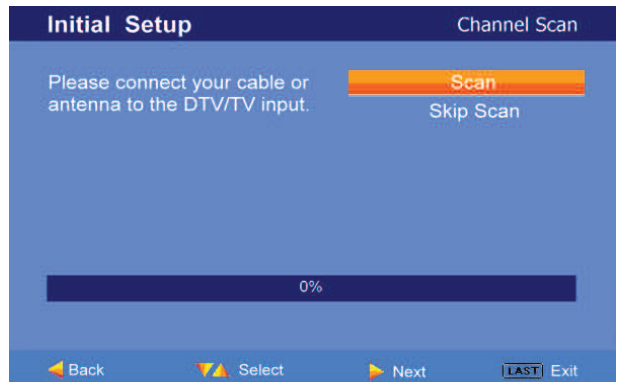 Initial Setup Channel Scan
Please connect your cable or
antenna to the DTV/TV input.
Scan
Skip Scan
0%
Back Select Next LAST Exit